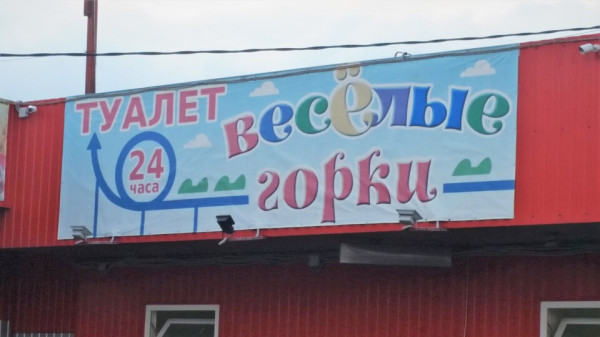 ТУАЛЕТ
24
часа
весёлые
горки